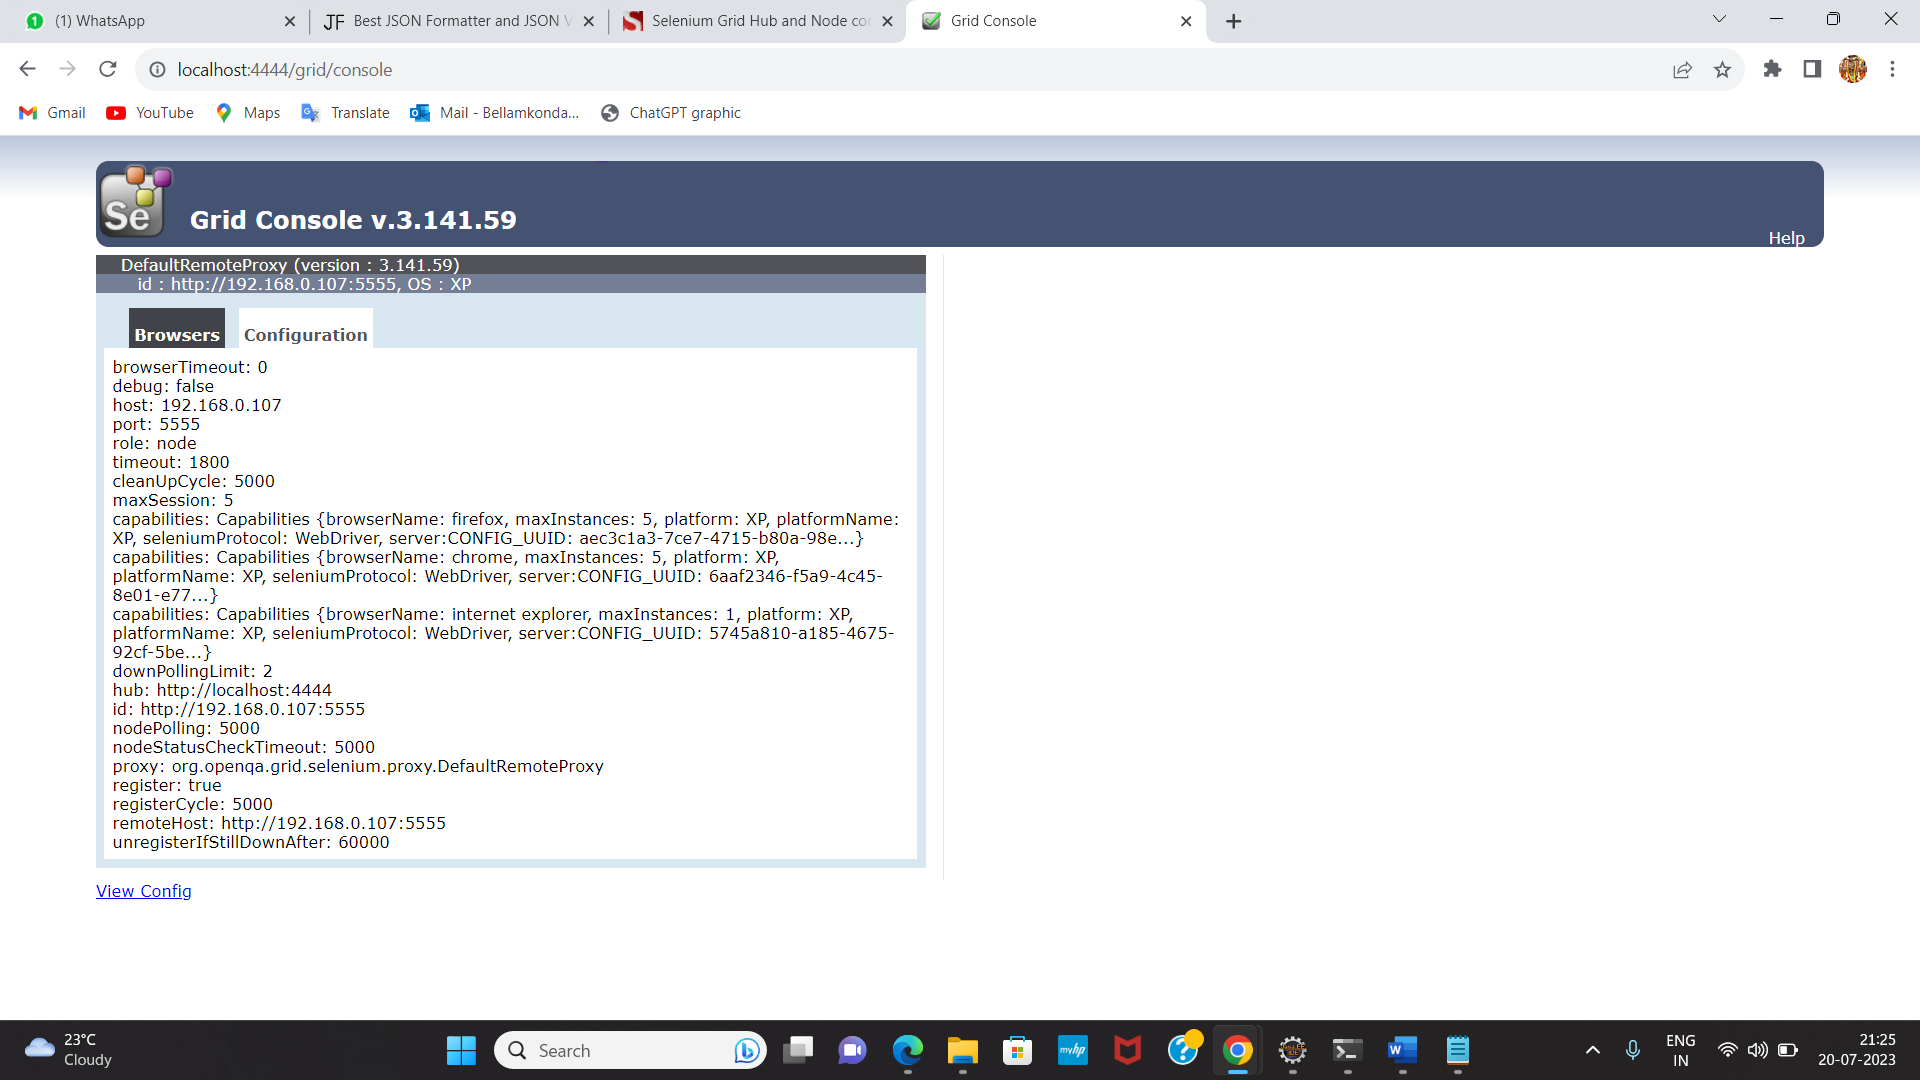 (1) WhatsApp
JF Best JSON Formatter and JSON V
Selenium Grid Hub and Node co
Grid Console
localhost:4444/grid/console
Gmail
YouTube
Maps
Translate
Mail - Bellamkonda...
ChatGPT graphic
Se
Grid Console v.3.141.59
Help
DefaultRemoteProxy (version : 3.141.59)
id : http://192.168.0.107:5555, OS : XP
Browsers
Configuration
browserTimeout: 0
debug: false
host: 192.168.0.107
port: 5555
role: node
timeout: 1800
cleanUpCycle: 5000
maxSession: 5
capabilities: Capabilities {browserName: firefox, maxInstances: 5, platform: XP, platformName:
XP, seleniumProtocol: WebDriver, server:CONFIG_UUID: aec3c1a3-7ce7-4715-b80a-98e...}
capabilities: Capabilities {browserName: chrome, maxInstances: 5, platform: XP,
platformName: XP, seleniumProtocol: WebDriver, server:CONFIG_UUID: 6aaf2346-f5a9-4c45-
8e01-e77...}
capabilities: Capabilities {browserName: internet explorer, maxInstances: 1, platform: XP,
platformName: XP, seleniumProtocol: WebDriver, server:CONFIG_UUID: 5745a810-a185-4675-
92cf-5be...}
downPollingLimit: 2
hub: http://localhost:4444
id: http://192.168.0.107:5555
nodePolling: 5000
nodeStatusCheckTimeout: 5000
proxy: org.openqa.grid.selenium.proxy.DefaultRemoteProxy
register: true
registerCycle: 5000
remoteHost: http://192.168.0.107:5555
unregisterIfStillDownAfter: 60000
View Config
23°C
Cloudy
Search
myhp
ENG
IN
21:25
20-07-2023